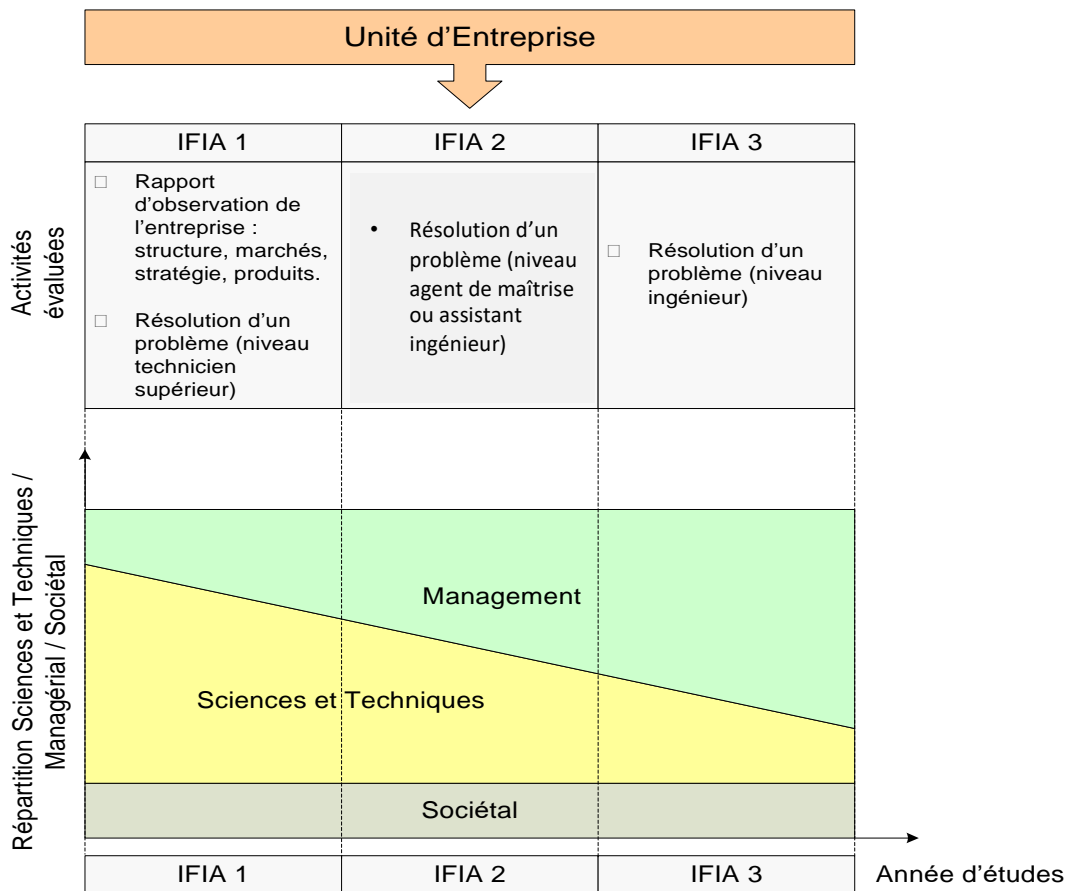 Unité d'Entreprise
IFIA 1
IFIA 2
IFIA 3
Activités
évaluées
Rapport
d'observation de
l'entreprise :
structure, marchés,
stratégie, produits.
Résolution d'un
problème (niveau
technicien
supérieur)
• Résolution d'un
problème (niveau
agent de maîtrise
ou assistant
ingénieur)
Résolution d'un
problème (niveau
ingénieur)
Répartition Sciences et Techniques /
Managérial / Sociétal
Management
Sciences et Techniques
Sociétal
IFIA 1
IFIA 2
IFIA 3
Année d'études